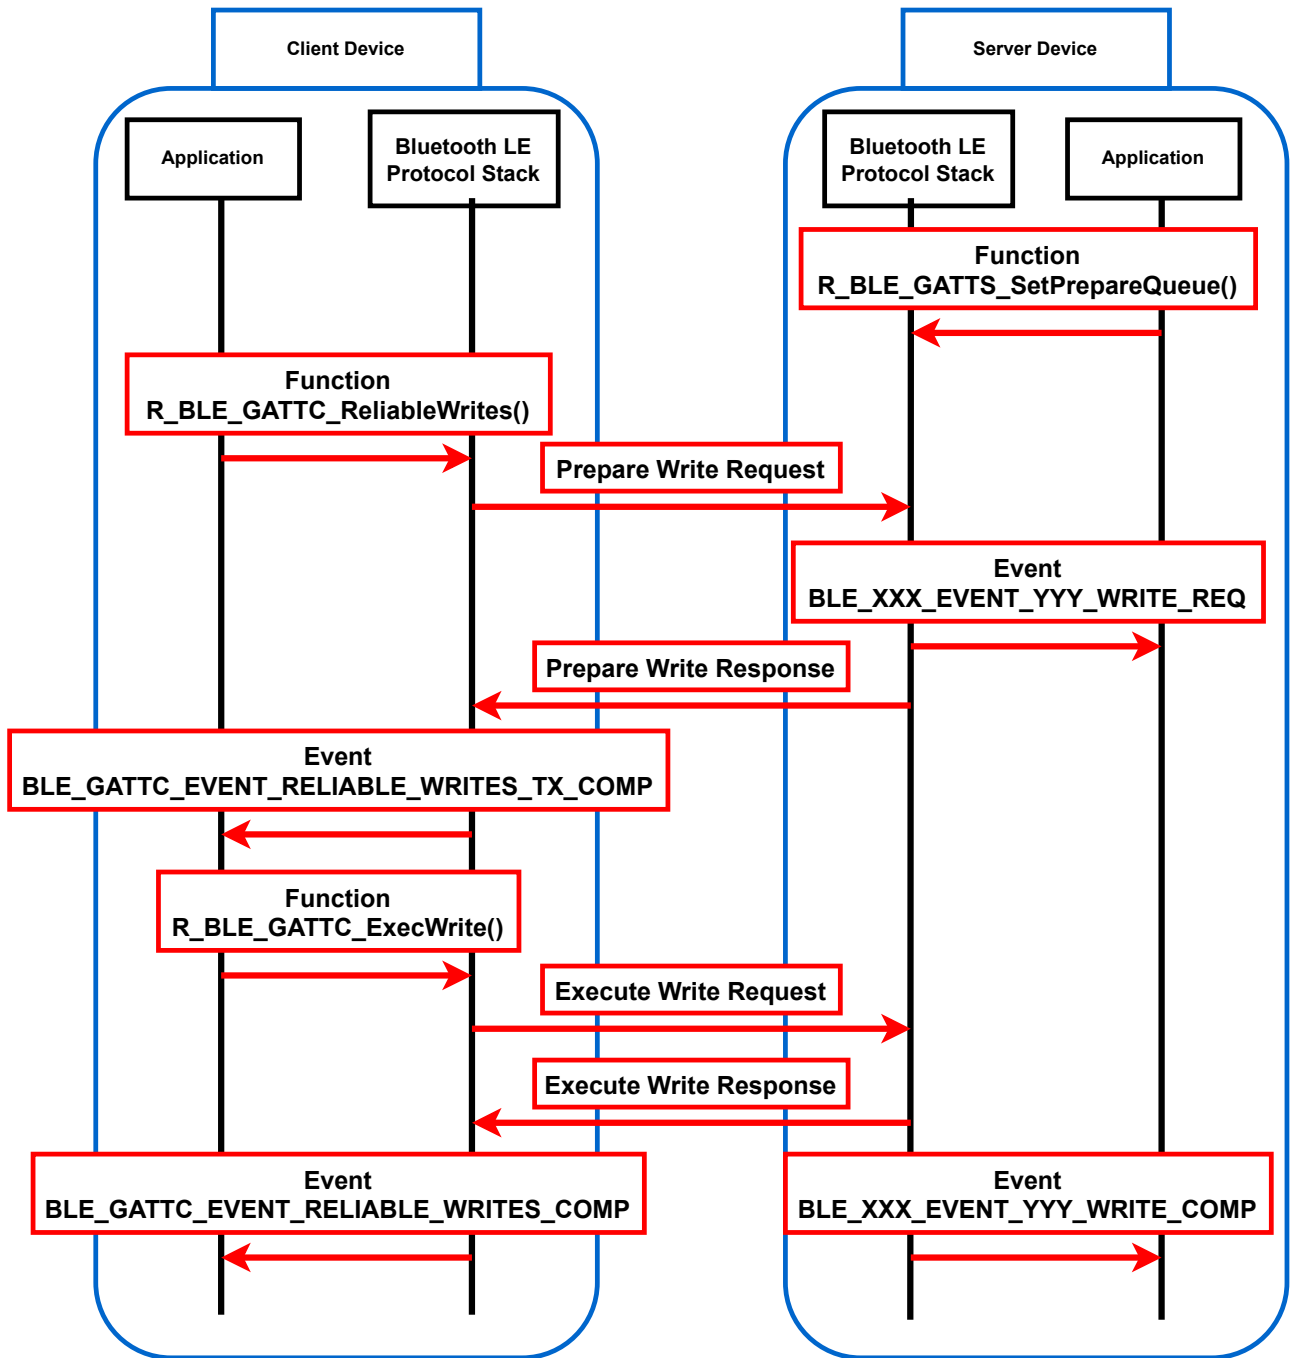 Client Device
Server Device
Application
Bluetooth LE
Protocol Stack
Bluetooth LE
Protocol Stack
Application
Function
R_BLE_GATTS_SetPrepareQueue()
Function
R_BLE_GATTC_ReliableWrites()
Prepare Write Request
Event
BLE_XXX_EVENT_YYY_WRITE_REQ
Prepare Write Response
Event
BLE_GATTC_EVENT_RELIABLE_WRITES_TX_COMP
Function
R_BLE_GATTC_ExecWrite()
Execute Write Request
Execute Write Response
Event
BLE_GATTC_EVENT_RELIABLE_WRITES_COMP
Event
BLE_XXX_EVENT_YYY_WRITE_COMP